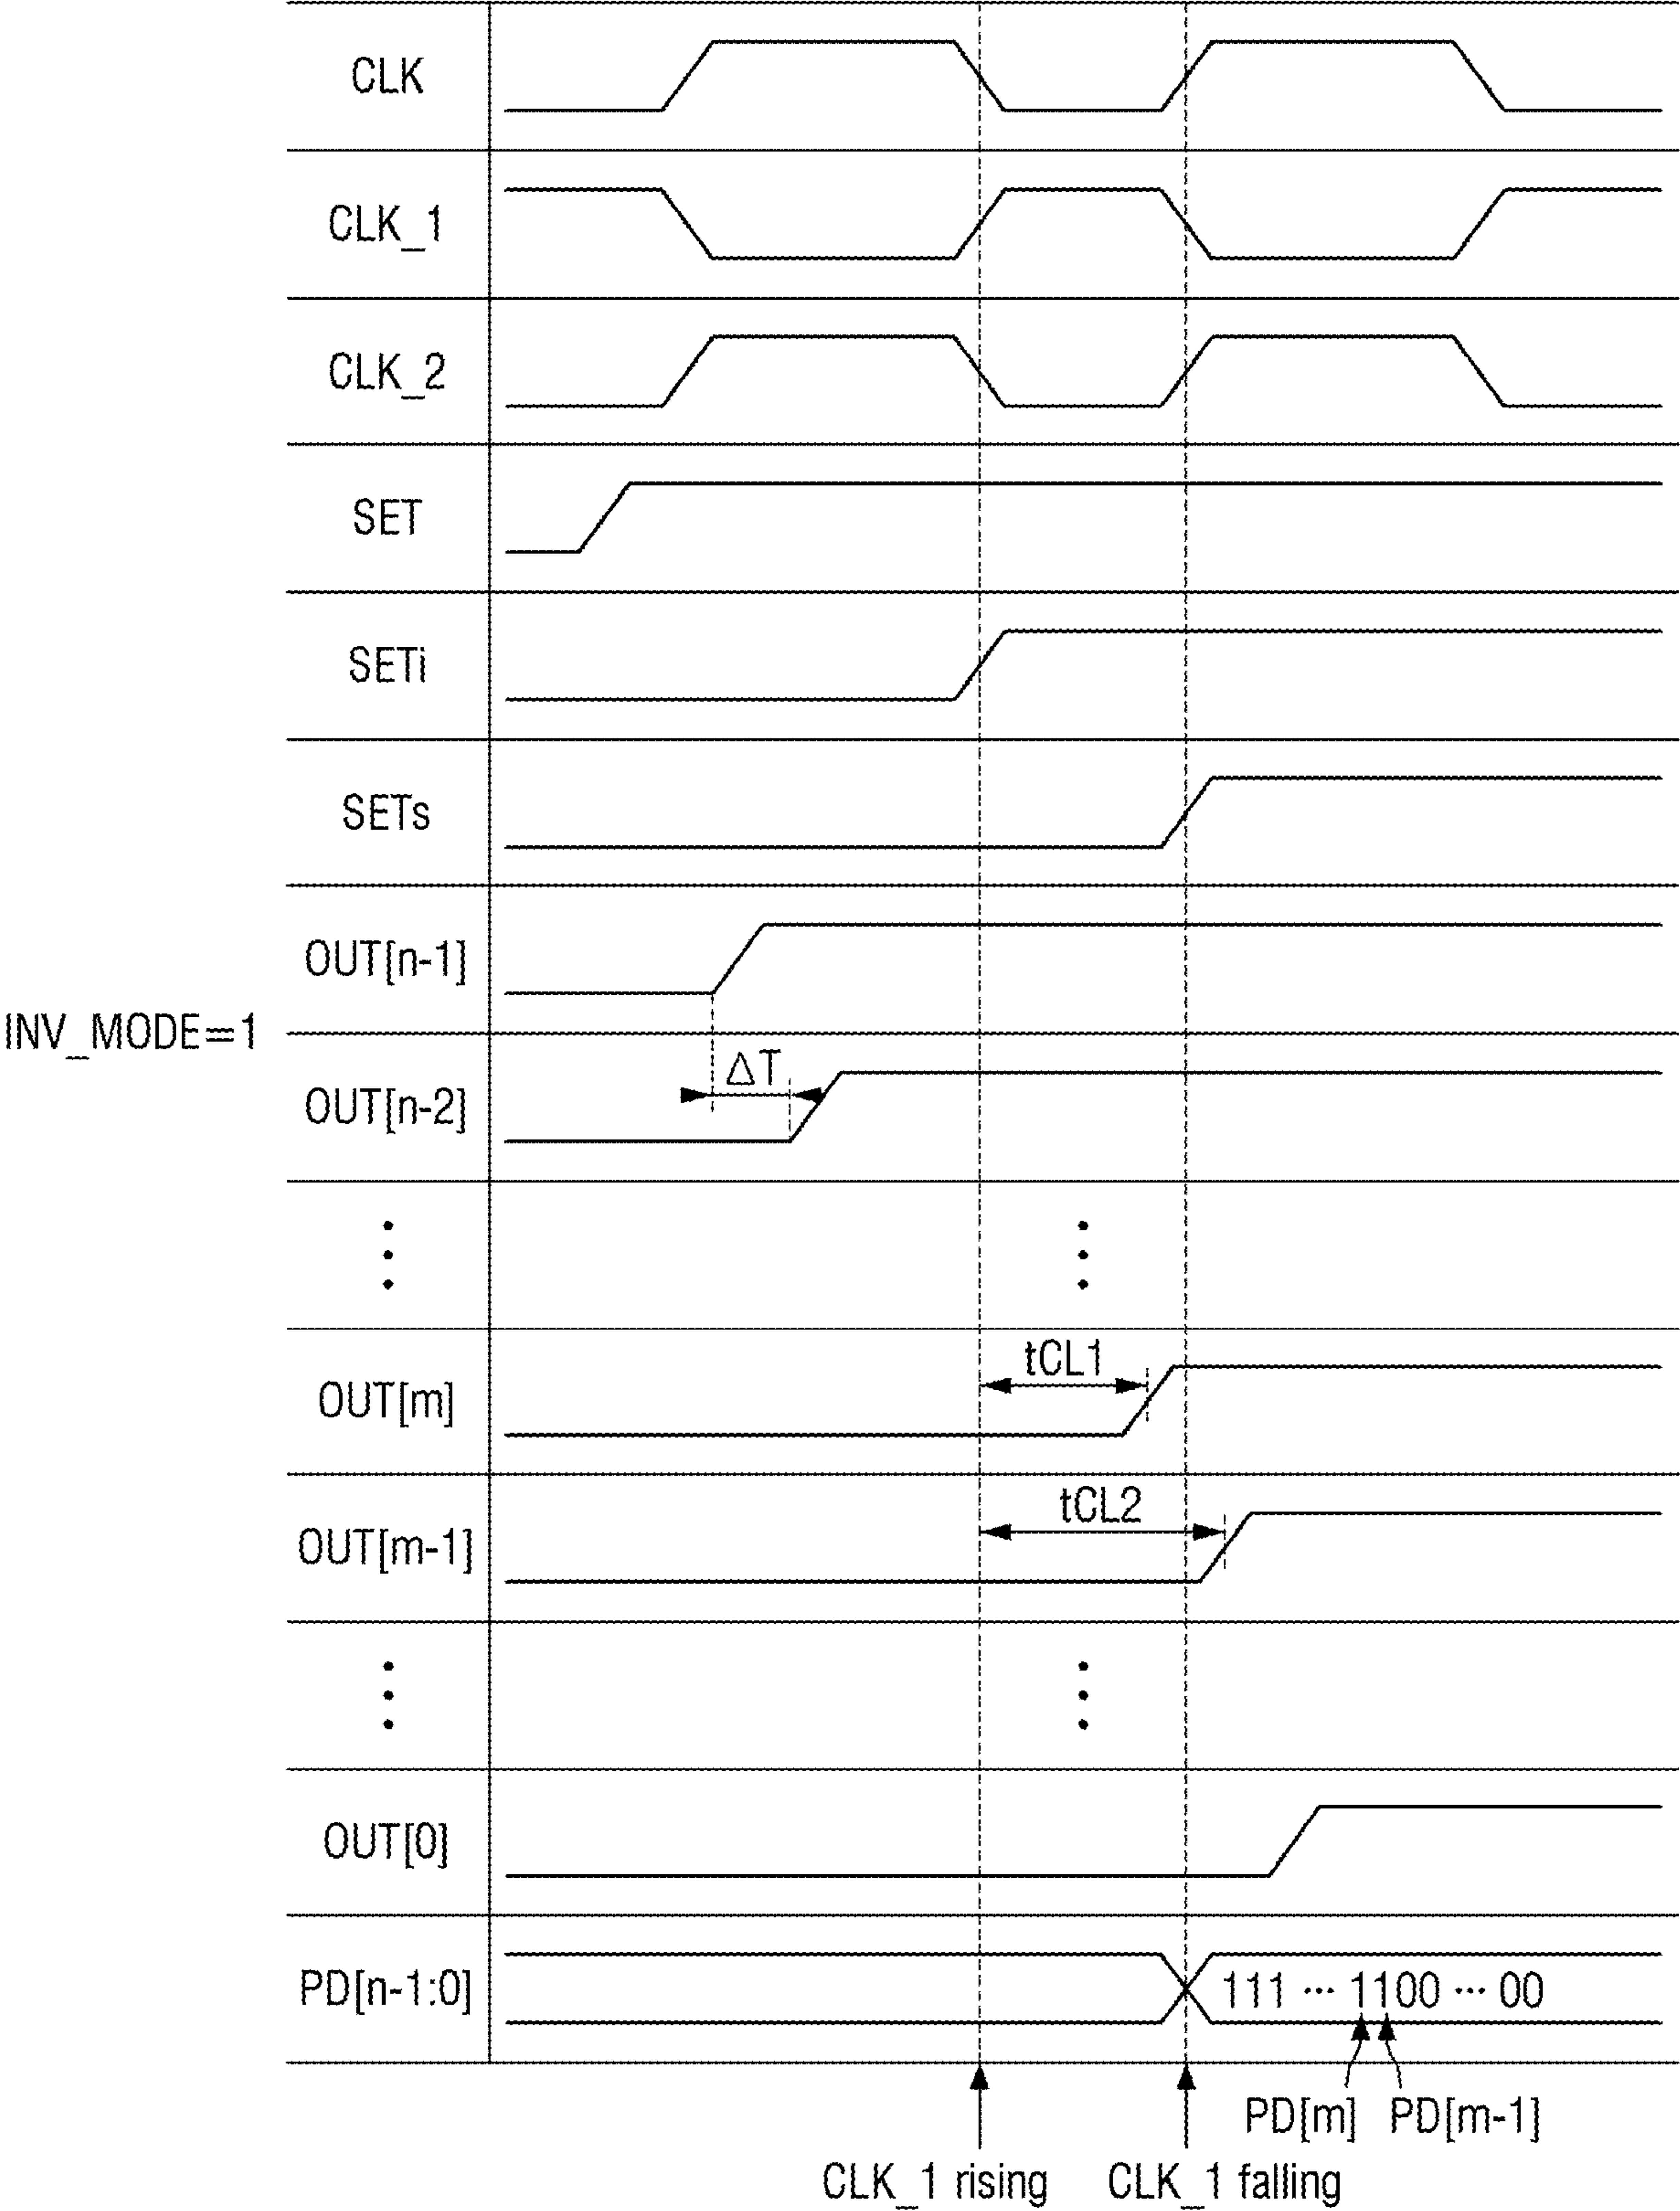 CLK
CLK_1
CLK_2
SET
SETi
SETs
OUT[n-1]
INV_MODE=1
ΔT
OUT[n-2]
tCL1
OUT[m]
tCL2
OUT[m-1]
OUT[0]
PD[n-1:0]
111 ··· 1100 ··· 00
PD[m] PD[m-1]
CLK_1 rising CLK_1 falling